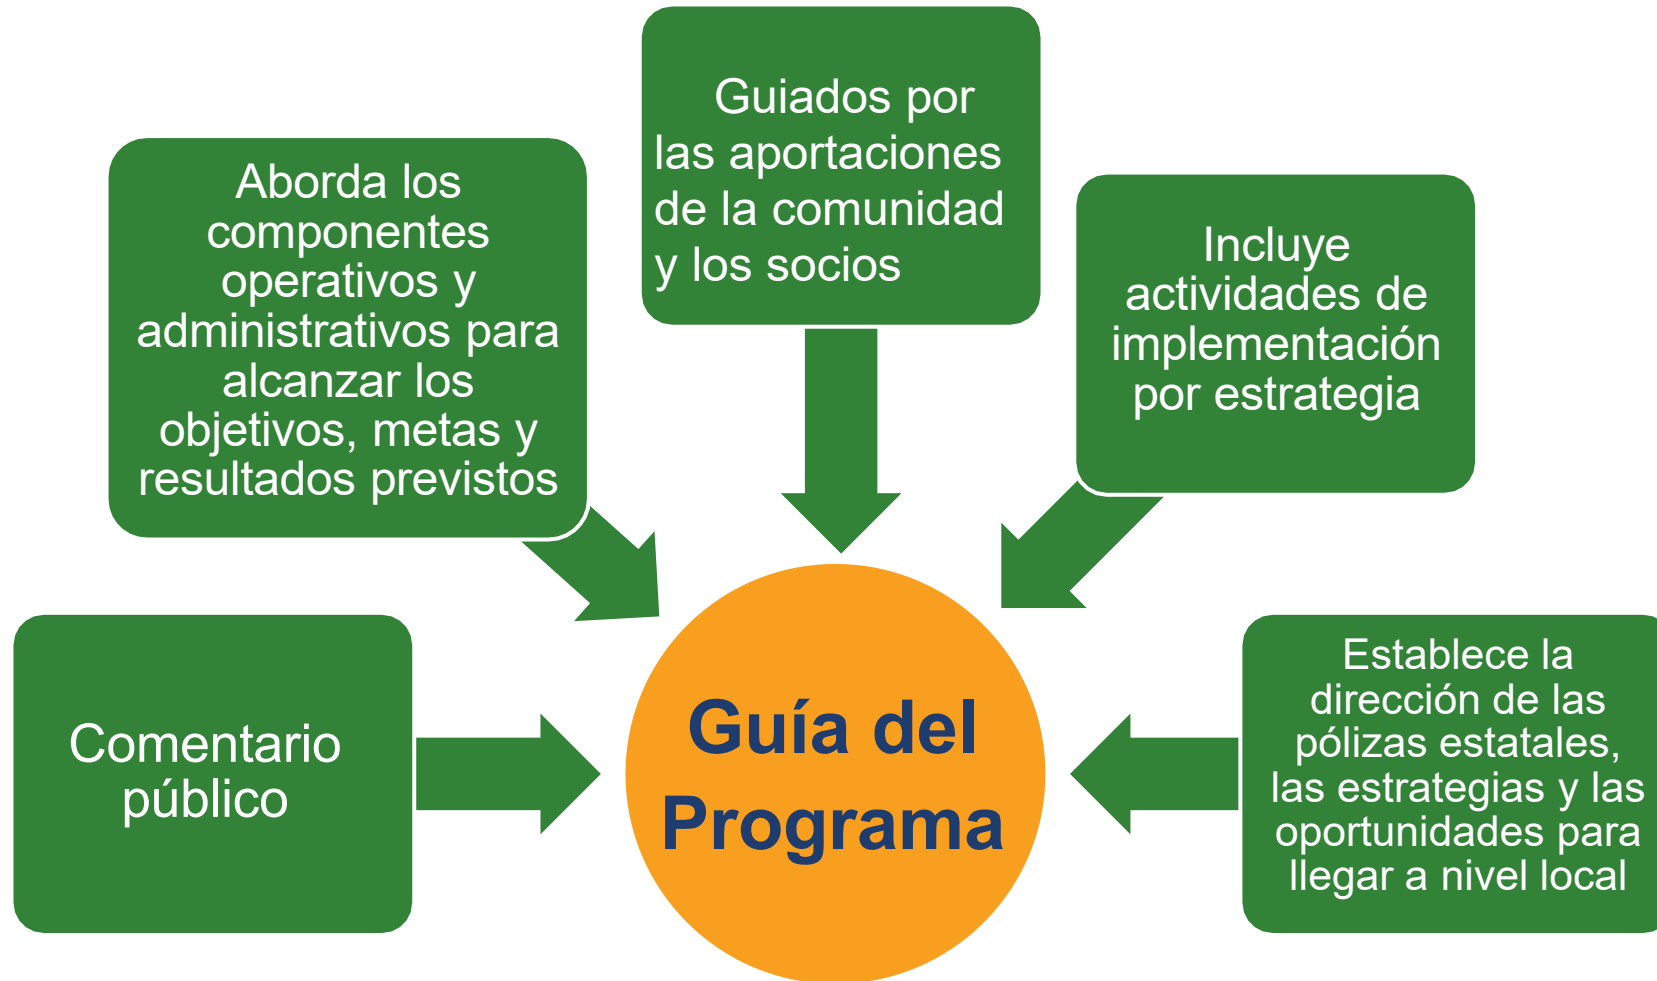 Guiados por
las aportaciones
de la comunidad
y los socios
Aborda los
componentes
operativos y
administrativos para
alcanzar los
objetivos, metas y
resultados previstos
Incluye
actividades de
implementación
por estrategia
Comentario
público
Guía del
Programa
Establece la
dirección de las
pólizas estatales,
las estrategias y las
oportunidades para
llegar a nivel local